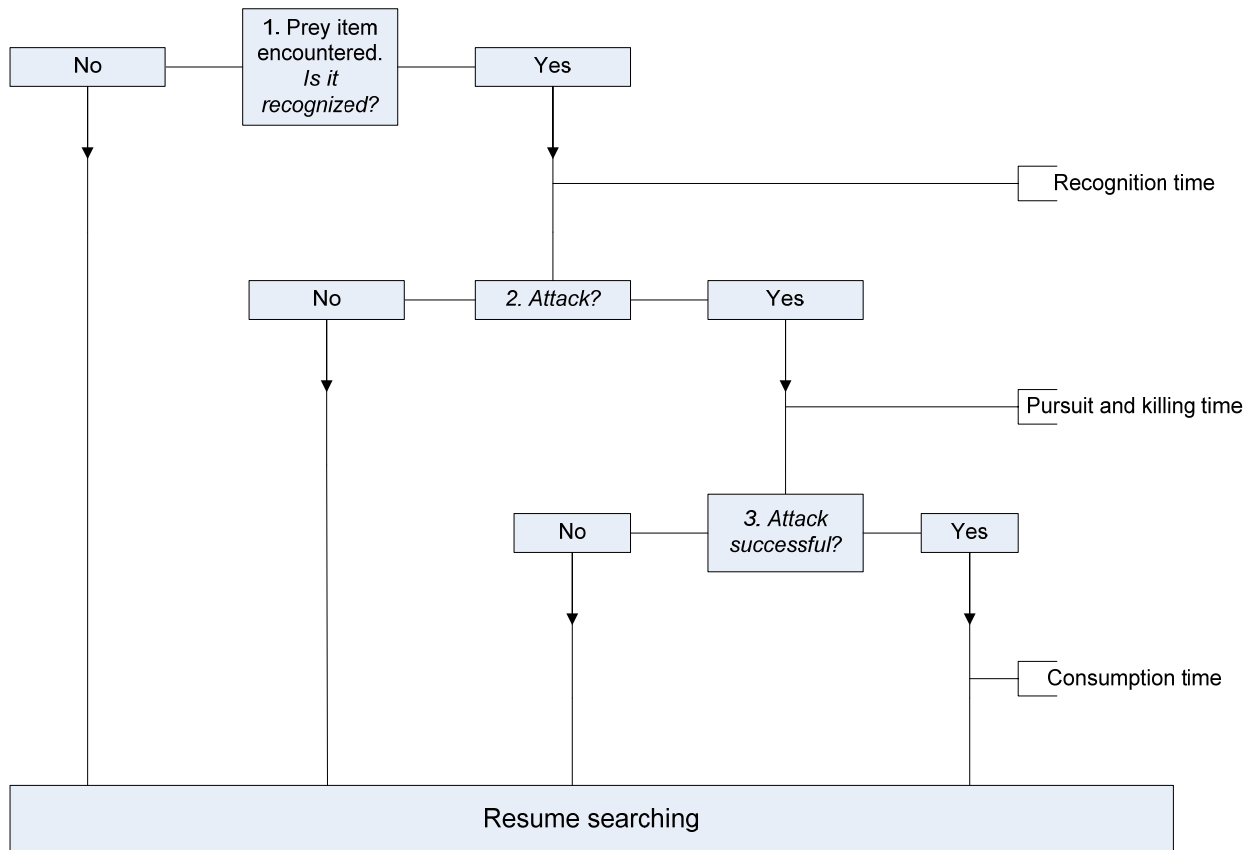 1. Prey item
encountered.
Is it
recognized?
No
Yes
Recognition time
No
2. Attack?
Yes
Pursuit and killing time
No
3. Attack
successful?
Yes
Consumption time
Resume searching